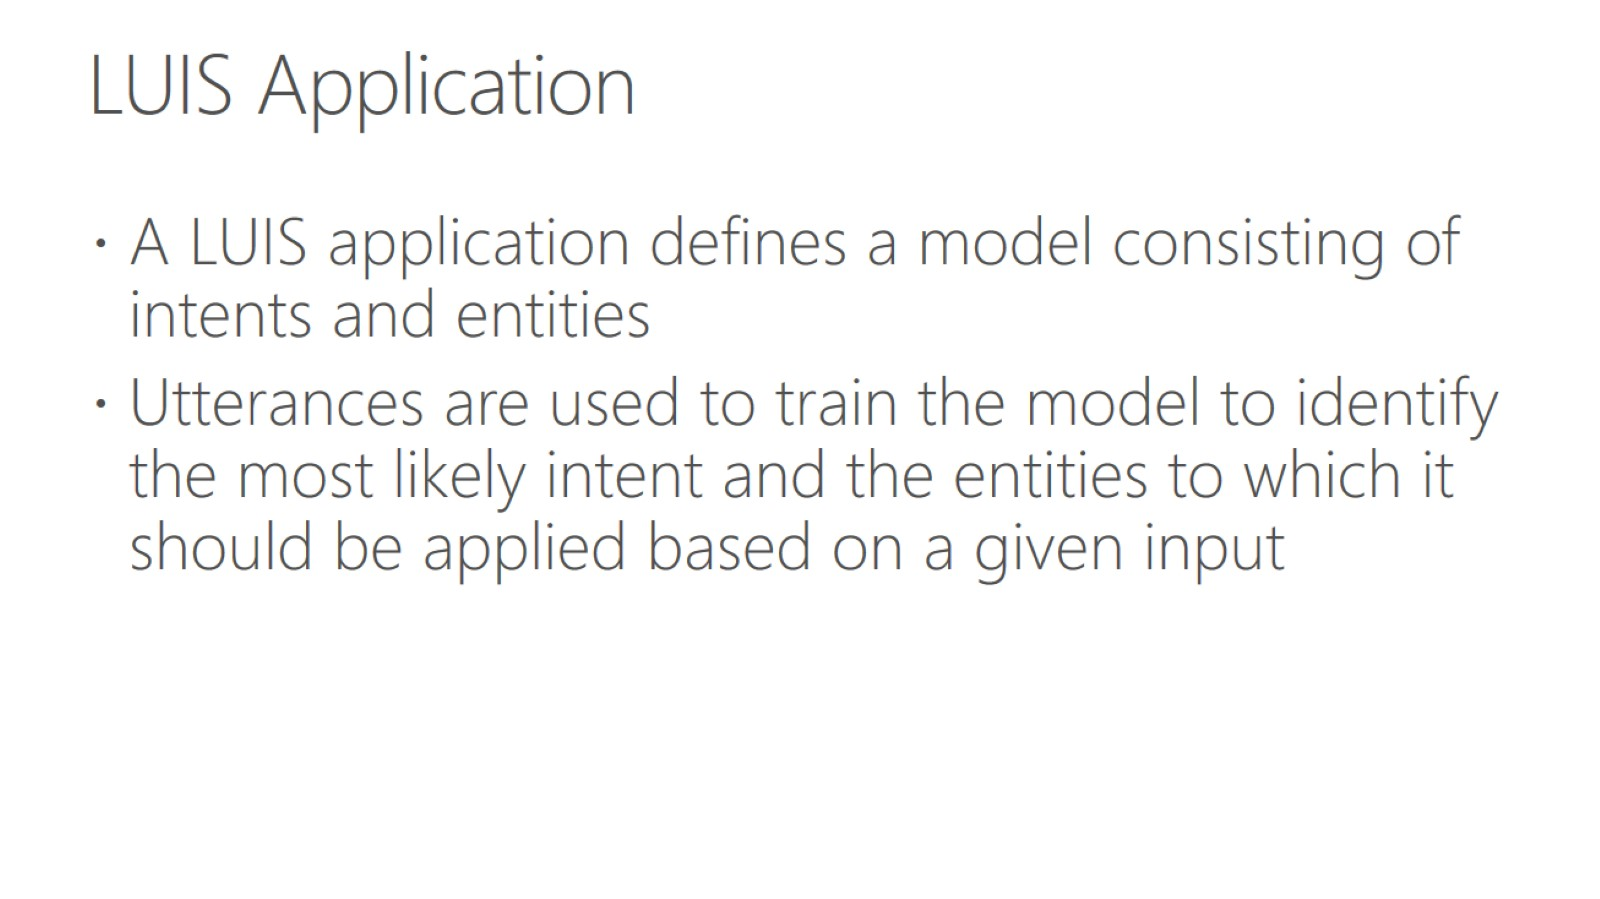 LUIS Application
• A LUIS application defines a model consisting of
intents and entities
• Utterances are used to train the model to identify
the most likely intent and the entities to which it
should be applied based on a given input